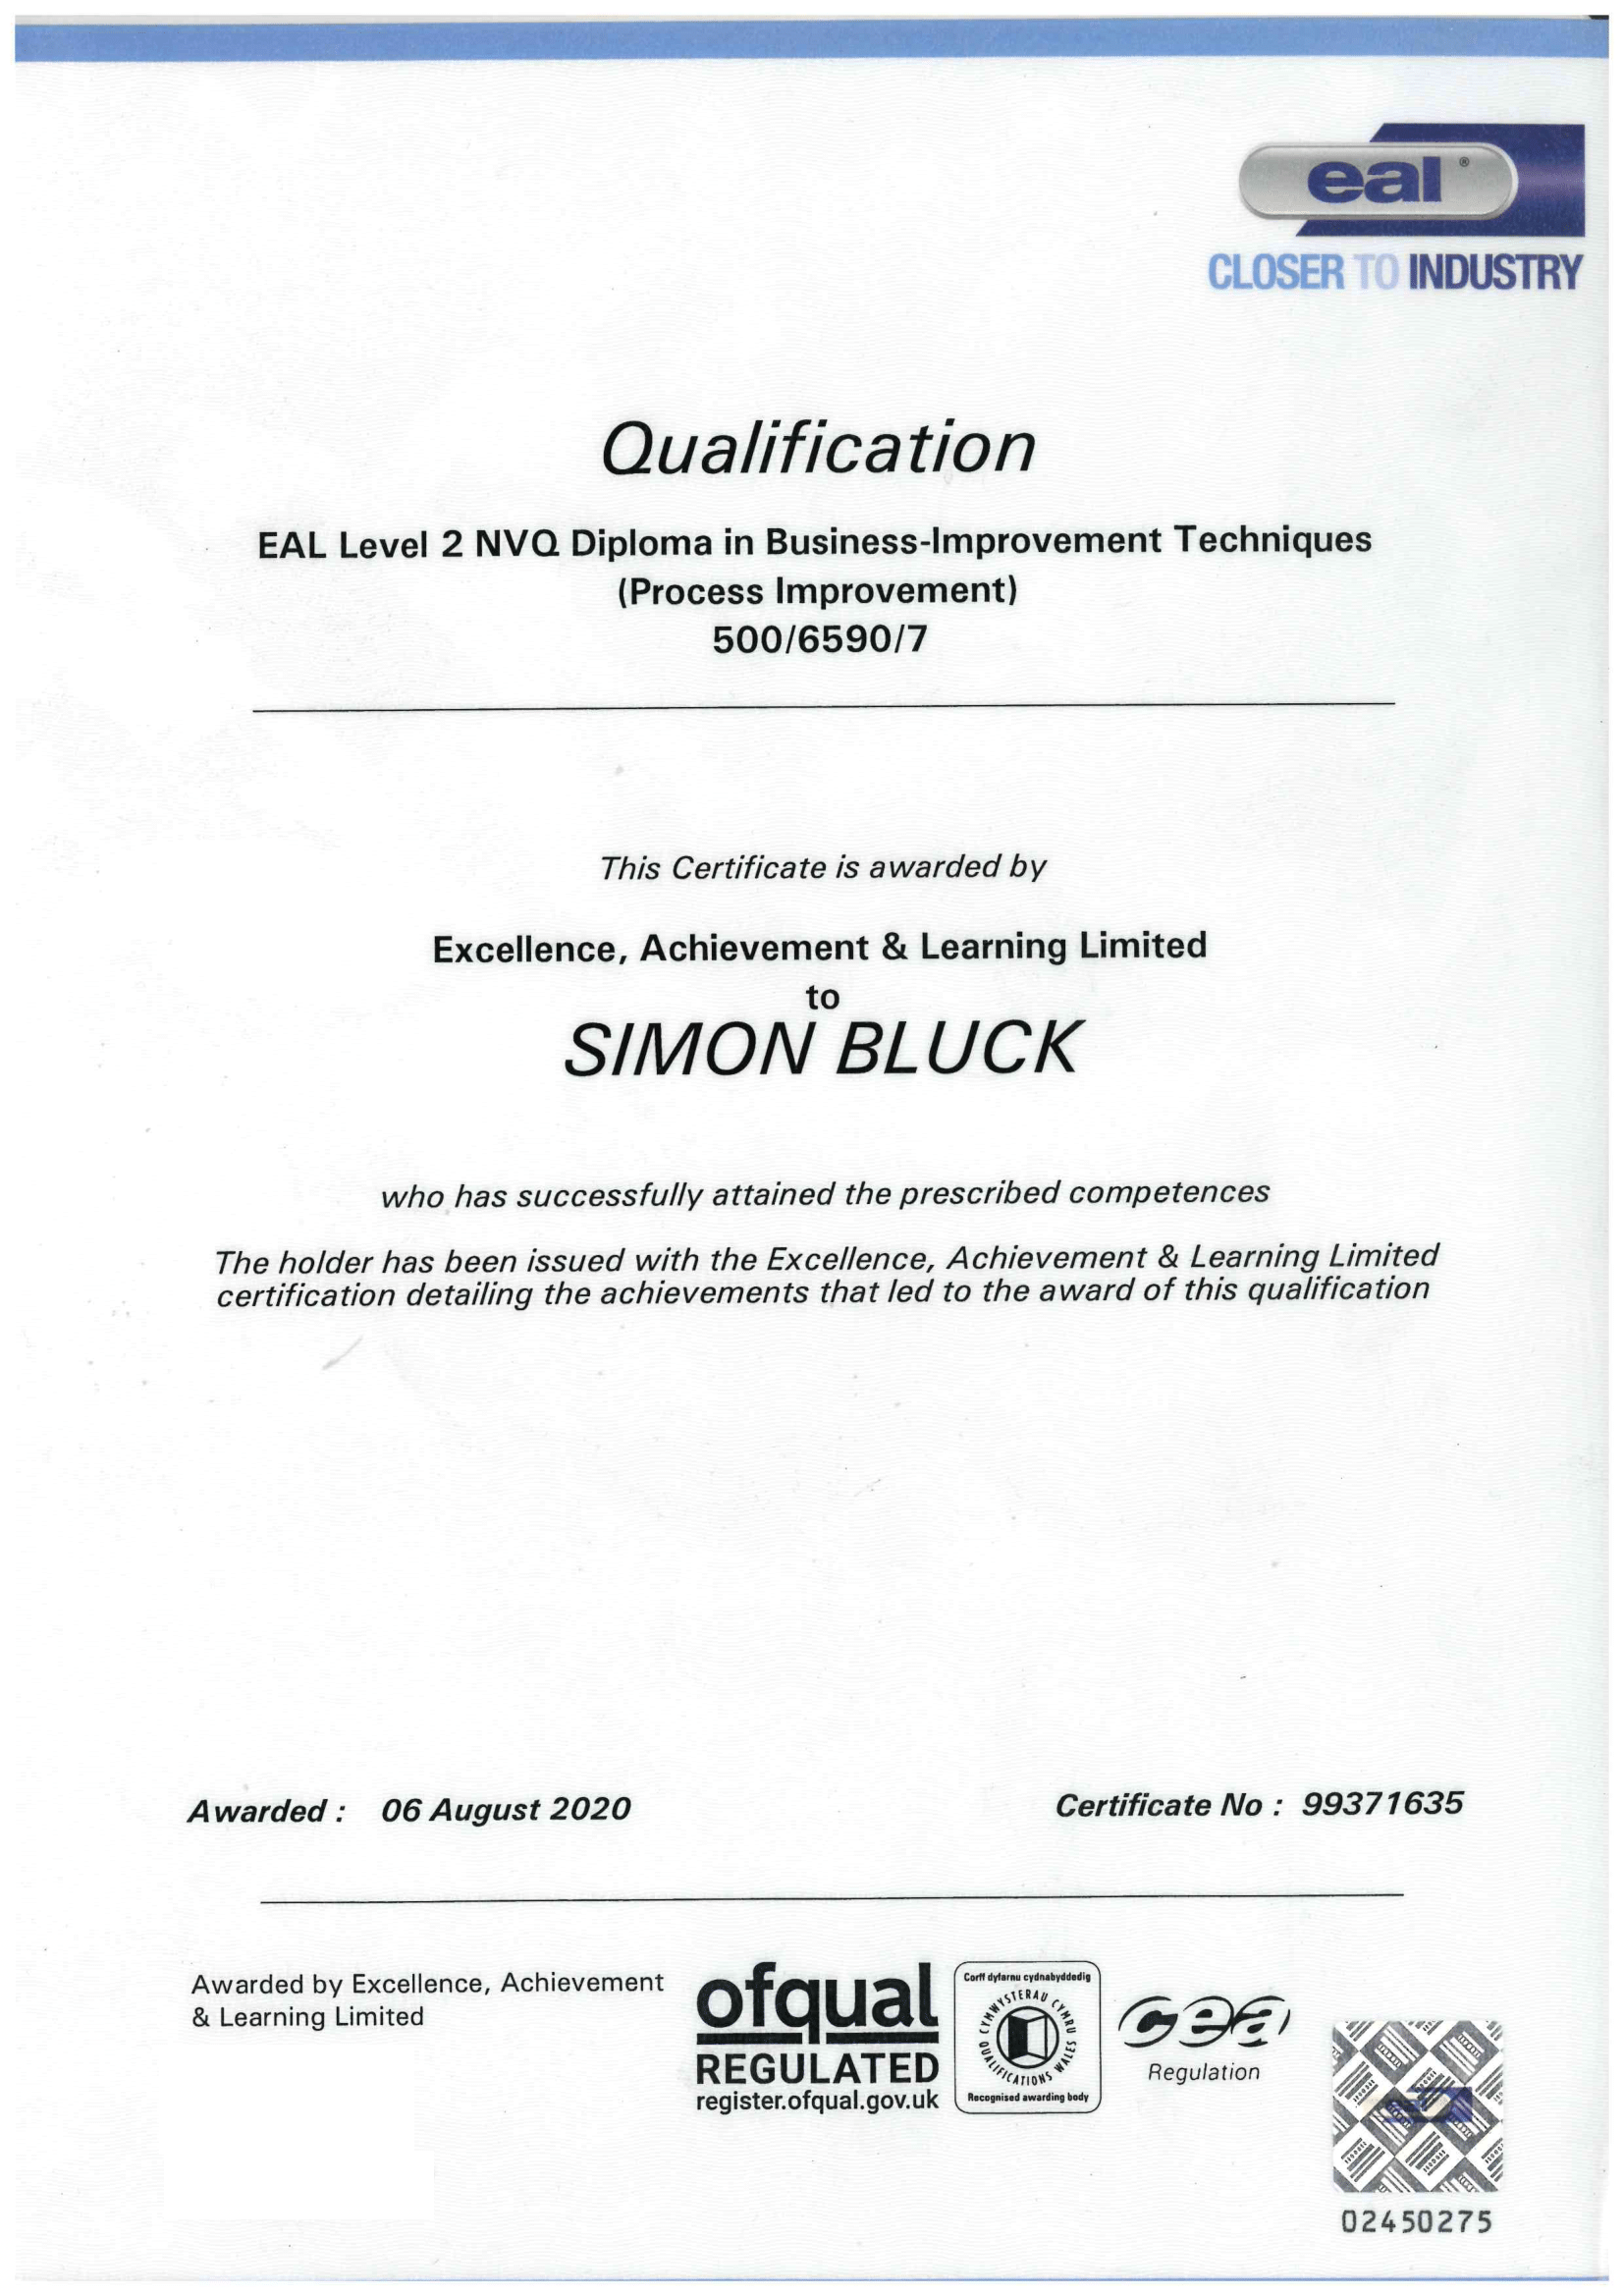 eal®
CLOSER TO INDUSTRY
Qualification
EAL Level 2 NVQ Diploma in Business-Improvement Techniques
(Process Improvement)
500/6590/7
This Certificate is awarded by
Excellence, Achievement & Learning Limited
to
SIMON BLUCK
who has successfully attained the prescribed competences
The holder has been issued with the Excellence, Achievement & Learning Limited
certification detailing the achievements that led to the award of this qualification
Awarded : 06 August 2020
Certificate No : 99371635
Awarded by Excellence, Achievement
& Learning Limited
ofqual
REGULATED
register.ofqual.gov.uk
Corff dyfarnu cydnabyddedig
CYMWYSTERAU CYMRU
QUALIFICATIONS WALES
Recognised awarding body
cea
Regulation
eal
02450275